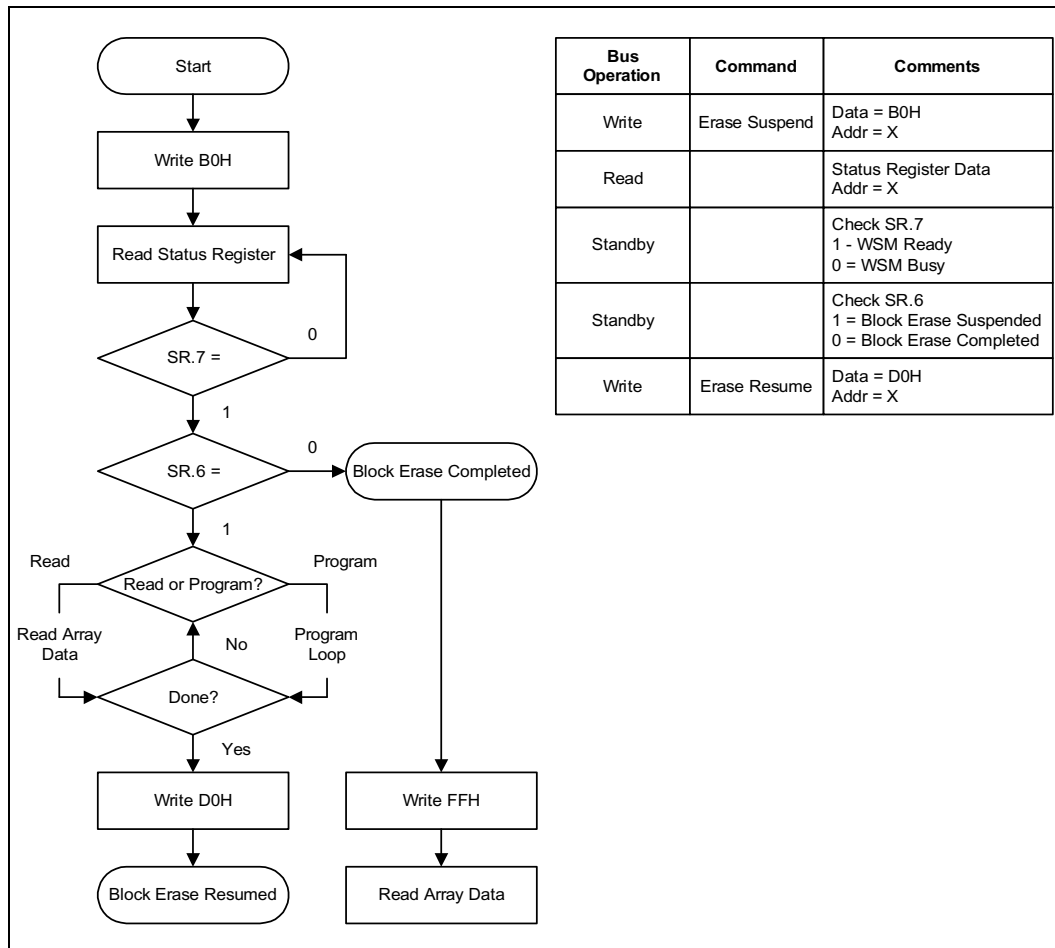 Start
Write B0H
Read Status Register
0
SR.7 =
1
0
SR.6 =
Block Erase Completed
1
Read
Program
Read or Program?
Read Array
Data
No
Program
Loop
Done?
Yes
Write D0H
Write FFH
Block Erase Resumed
Read Array Data
Bus
Operation
Command
Comments
Write
Erase Suspend
Data = B0H
Addr = X
Read
Status Register Data
Addr = X
Standby
Check SR.7
1 - WSM Ready
0 = WSM Busy
Standby
Check SR.6
1 = Block Erase Suspended
0 = Block Erase Completed
Write
Erase Resume
Data = D0H
Addr = X